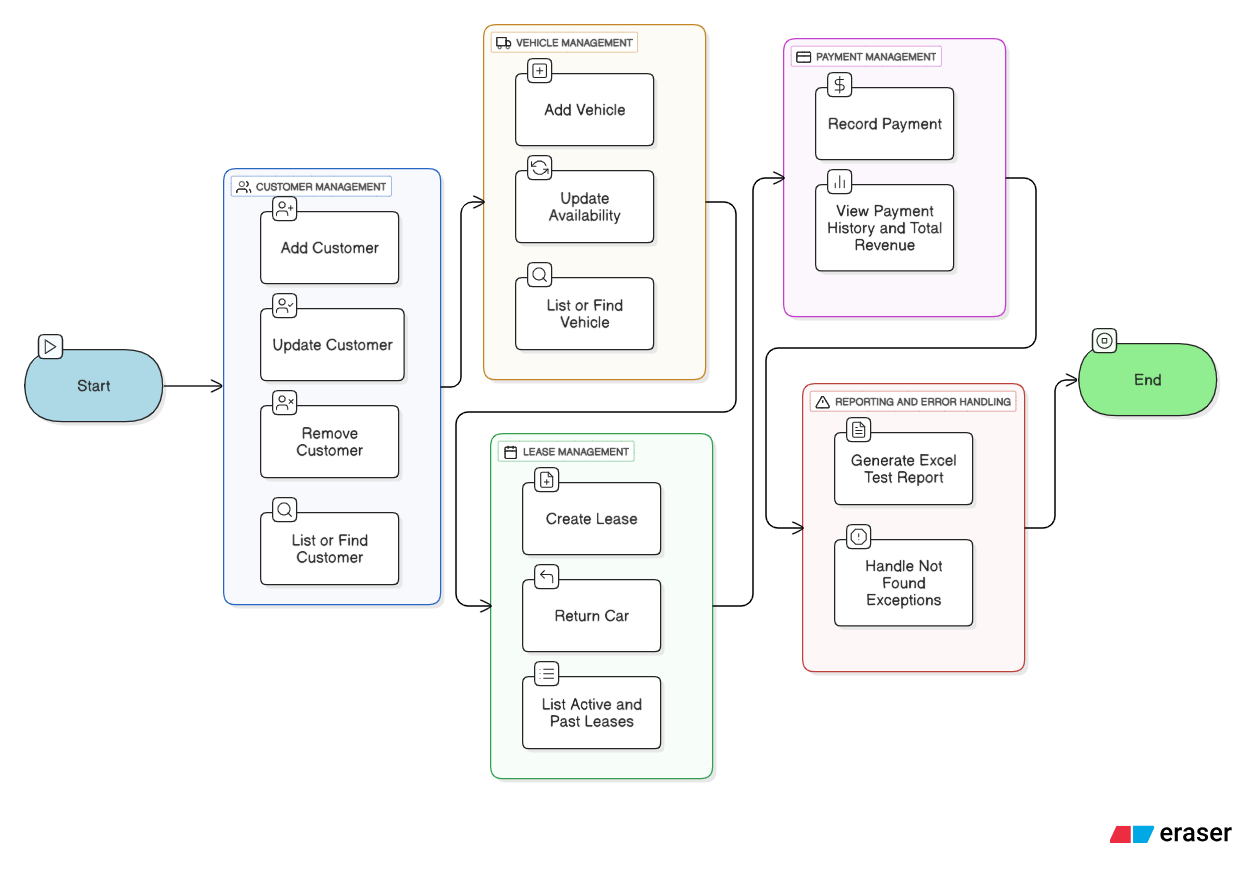 Start
CUSTOMER MANAGEMENT
Add Customer
Update Customer
Remove
Customer
List or Find
Customer
VEHICLE MANAGEMENT
Add Vehicle
Update
Availability
List or Find
Vehicle
LEASE MANAGEMENT
Create Lease
Return Car
List Active and
Past Leases
PAYMENT MANAGEMENT
$
Record Payment
View Payment
History and Total
Revenue
REPORTING AND ERROR HANDLING
Generate Excel
Test Report
Handle Not
Found
Exceptions
End
eraser